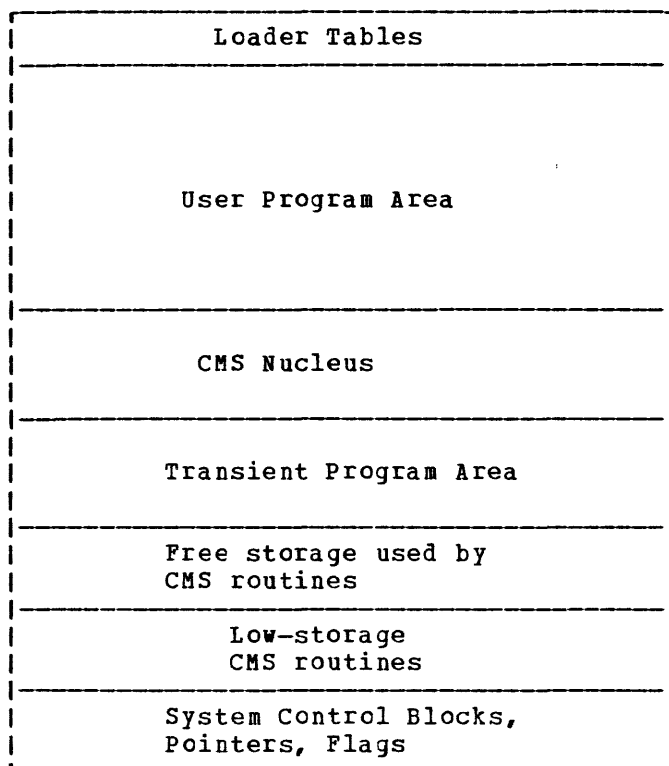 Loader Tables
User Program Area
CMS Nucleus
Transient Program Area
Free storage used by
CMS routines
Low-storage
CMS routines
System Control Blocks,
Pointers, Flags